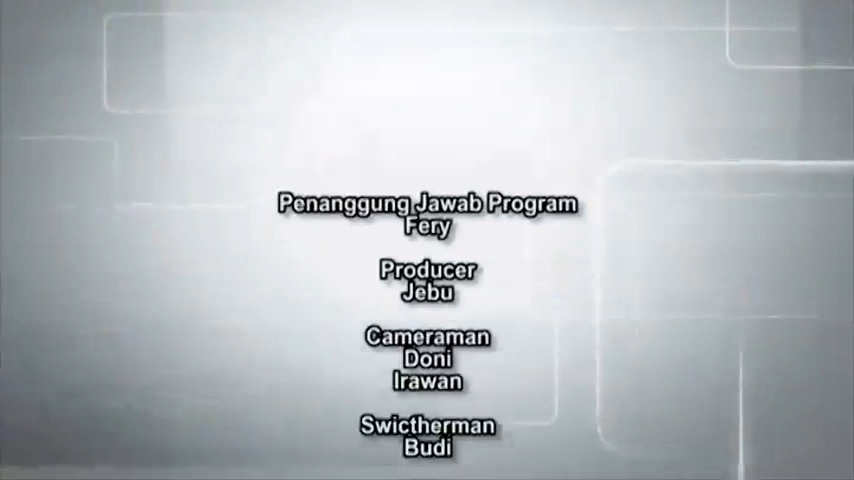 Penanggung Jawab Program
Fery
Producer
Jebu
Cameraman
Doni
Irawan
Swictherman
Budi